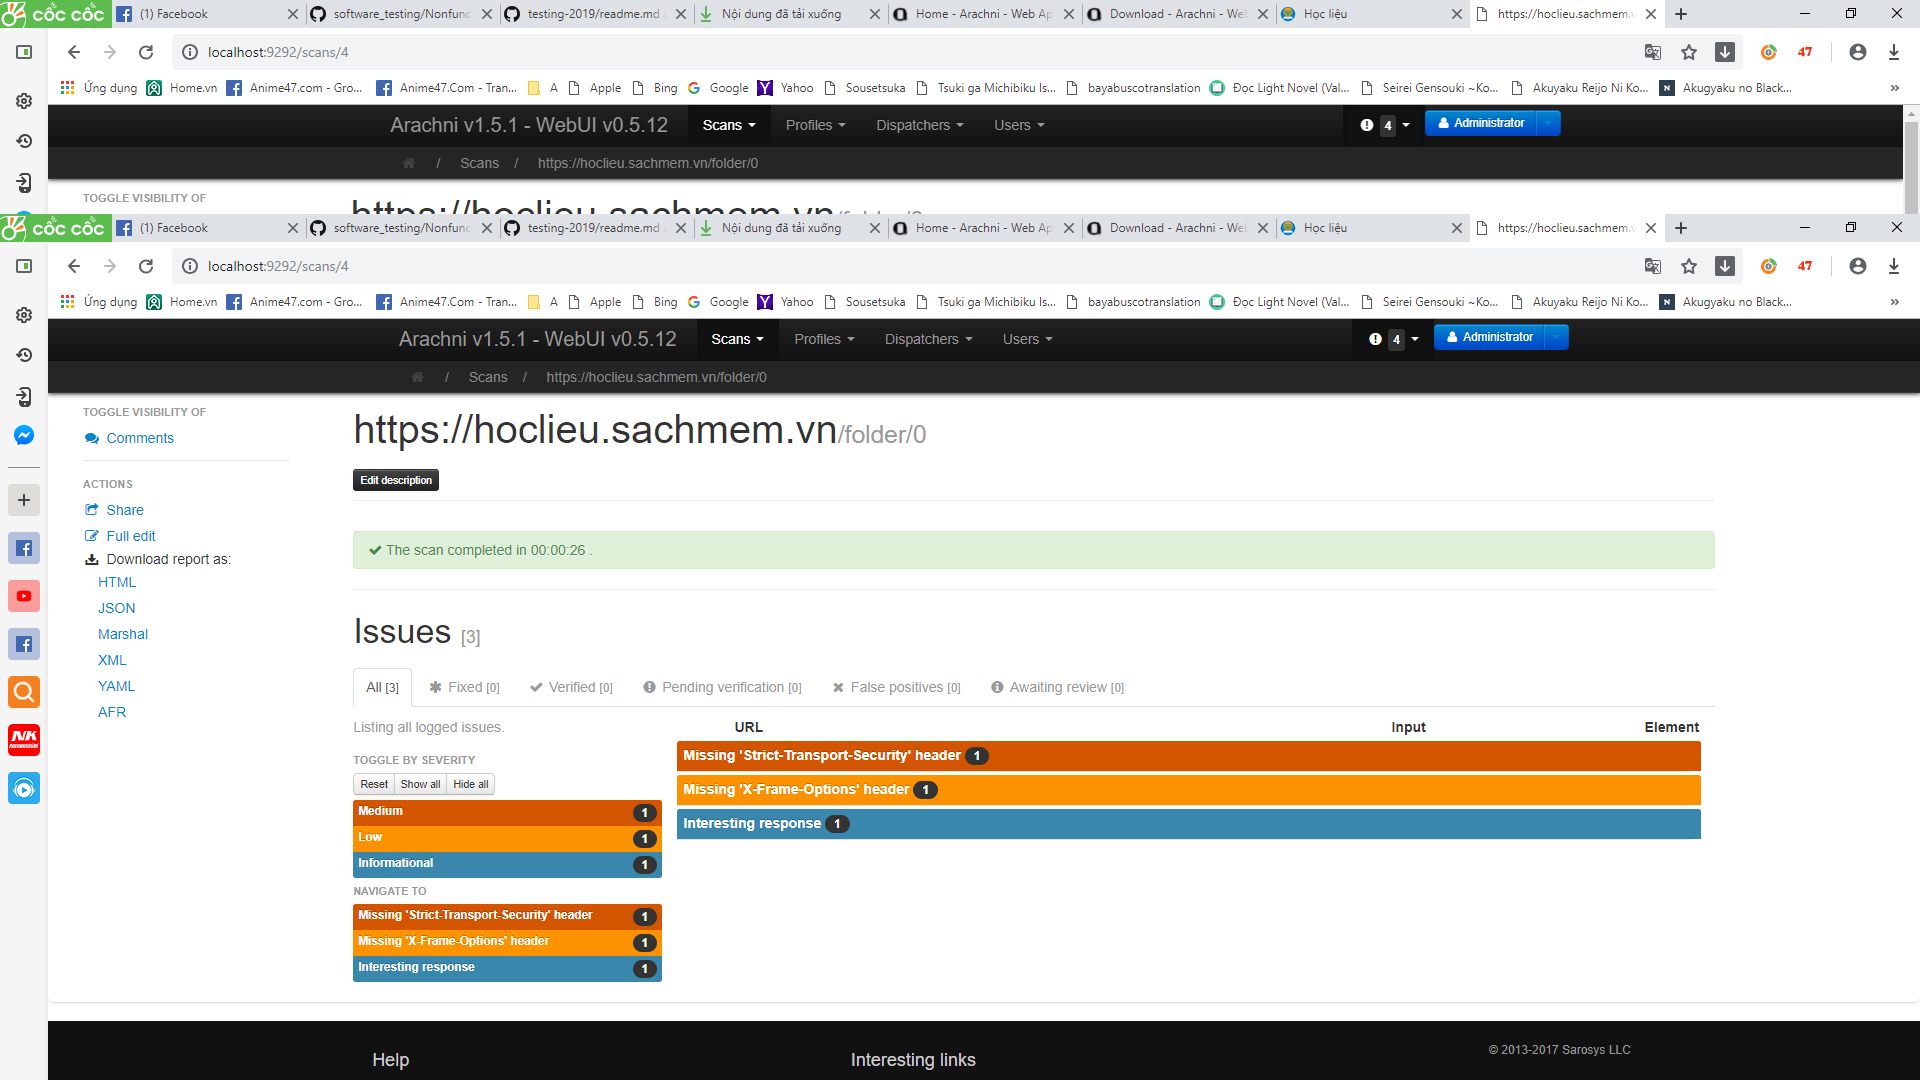 cốc cốc (1) Facebook software_testing/Nonfunc testing-2019/readme.md Nội dung đã tải xuống Home - Arachni - Web Ap Download - Arachni - Web Học liệu https://hoclieu.sachmem.v
localhost:9292/scans/4 47
Ứng dụng Home.vn Anime47.com - Gro... Anime47.Com - Tran... A Apple Bing Google Yahoo Sousetsuka Tsuki ga Michibiku Is... bayabuscotranslation Đọc Light Novel (Val... Seirei Gensouki ~Ko... Akuyaku Reijo Ni Ko... Akugyaku no Black... »
Arachni v1.5.1 - WebUI v0.5.12 Scans Profiles Dispatchers Users 4 Administrator
/ Scans / https://hoclieu.sachmem.vn/folder/0
TOGGLE VISIBILITY OF
https://hoclieu.sachmem.vn/folder/0
cốc cốc (1) Facebook software_testing/Nonfunc testing-2019/readme.md Nội dung đã tải xuống Home - Arachni - Web Ap Download - Arachni - Web Học liệu https://hoclieu.sachmem.v
localhost:9292/scans/4 47
Ứng dụng Home.vn Anime47.com - Gro... Anime47.Com - Tran... A Apple Bing Google Yahoo Sousetsuka Tsuki ga Michibiku Is... bayabuscotranslation Đọc Light Novel (Val... Seirei Gensouki ~Ko... Akuyaku Reijo Ni Ko... Akugyaku no Black... »
Arachni v1.5.1 - WebUI v0.5.12 Scans Profiles Dispatchers Users 4 Administrator
/ Scans / https://hoclieu.sachmem.vn/folder/0
TOGGLE VISIBILITY OF
Comments
ACTIONS
Share
Full edit
Download report as:
HTML
JSON
Marshal
XML
YAML
AFR
https://hoclieu.sachmem.vn/folder/0
Edit description
The scan completed in 00:00:26 .
Issues [3]
All [3] Fixed [0] Verified [0] Pending verification [0] False positives [0] Awaiting review [0]
Listing all logged issues.
TOGGLE BY SEVERITY
Reset Show all Hide all
Medium 1
Low 1
Informational 1
NAVIGATE TO
Missing 'Strict-Transport-Security' header 1
Missing 'X-Frame-Options' header 1
Interesting response 1
URL Input Element
Missing 'Strict-Transport-Security' header 1
Missing 'X-Frame-Options' header 1
Interesting response 1
Help Interesting links © 2013-2017 Sarosys LLC